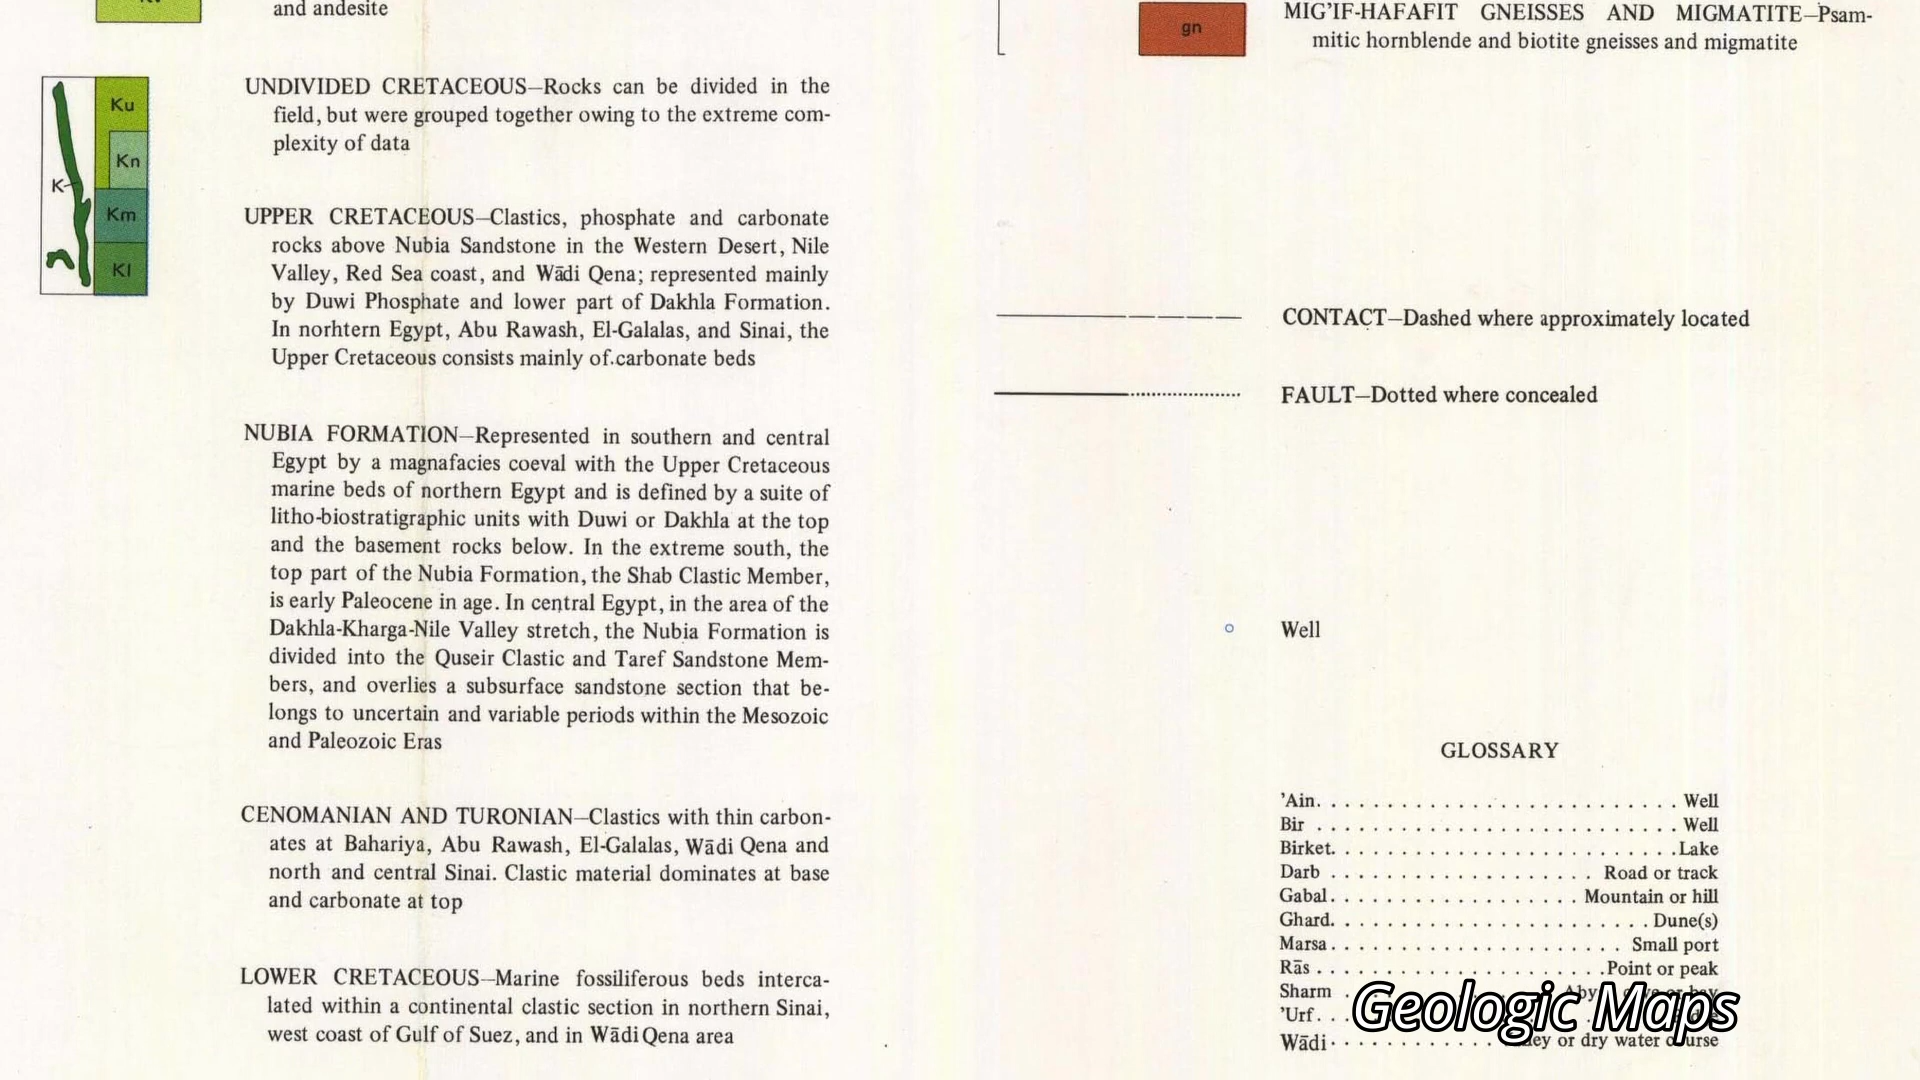 Kv
and andesite
K
Ku
Kn
Km
Kl
UNDIVIDED CRETACEOUS—Rocks can be divided in the
field, but were grouped together owing to the extreme com-
plexity of data
UPPER CRETACEOUS—Clastics, phosphate and carbonate
rocks above Nubia Sandstone in the Western Desert, Nile
Valley, Red Sea coast, and Wādi Qena; represented mainly
by Duwi Phosphate and lower part of Dakhla Formation.
In norhtern Egypt, Abu Rawash, El-Galalas, and Sinai, the
Upper Cretaceous consists mainly of carbonate beds
NUBIA FORMATION—Represented in southern and central
Egypt by a magnafacies coeval with the Upper Cretaceous
marine beds of northern Egypt and is defined by a suite of
litho-biostratigraphic units with Duwi or Dakhla at the top
and the basement rocks below. In the extreme south, the
top part of the Nubia Formation, the Shab Clastic Member,
is early Paleocene in age. In central Egypt, in the area of the
Dakhla-Kharga-Nile Valley stretch, the Nubia Formation is
divided into the Quseir Clastic and Taref Sandstone Mem-
bers, and overlies a subsurface sandstone section that be-
longs to uncertain and variable periods within the Mesozoic
and Paleozoic Eras
CENOMANIAN AND TURONIAN—Clastics with thin carbon-
ates at Bahariya, Abu Rawash, El-Galalas, Wādi Qena and
north and central Sinai. Clastic material dominates at base
and carbonate at top
LOWER CRETACEOUS—Marine fossiliferous beds interca-
lated within a continental clastic section in northern Sinai,
west coast of Gulf of Suez, and in Wādi Qena area
gn
MIG'IF-HAFAFIT GNEISSES AND MIGMATITE—Psam-
mitic hornblende and biotite gneisses and migmatite
CONTACT—Dashed where approximately located
FAULT—Dotted where concealed
Well
GLOSSARY
'Ain. . . . . . . . . . . . . . . . . . . . . . . . . . Well
Bir . . . . . . . . . . . . . . . . . . . . . . . . . . Well
Birket. . . . . . . . . . . . . . . . . . . . . . . . . Lake
Darb . . . . . . . . . . . . . . . . . . . Road or track
Gabal. . . . . . . . . . . . . . . . . . Mountain or hill
Ghard. . . . . . . . . . . . . . . . . . . . . . . Dune(s)
Marsa . . . . . . . . . . . . . . . . . . . . . Small port
Rās . . . . . . . . . . . . . . . . . . . . .Point or peak
Sharm . . . or bay
'Urf. . .
Wādi . . . . . . . . . . . . or dry water course
Geologic Maps